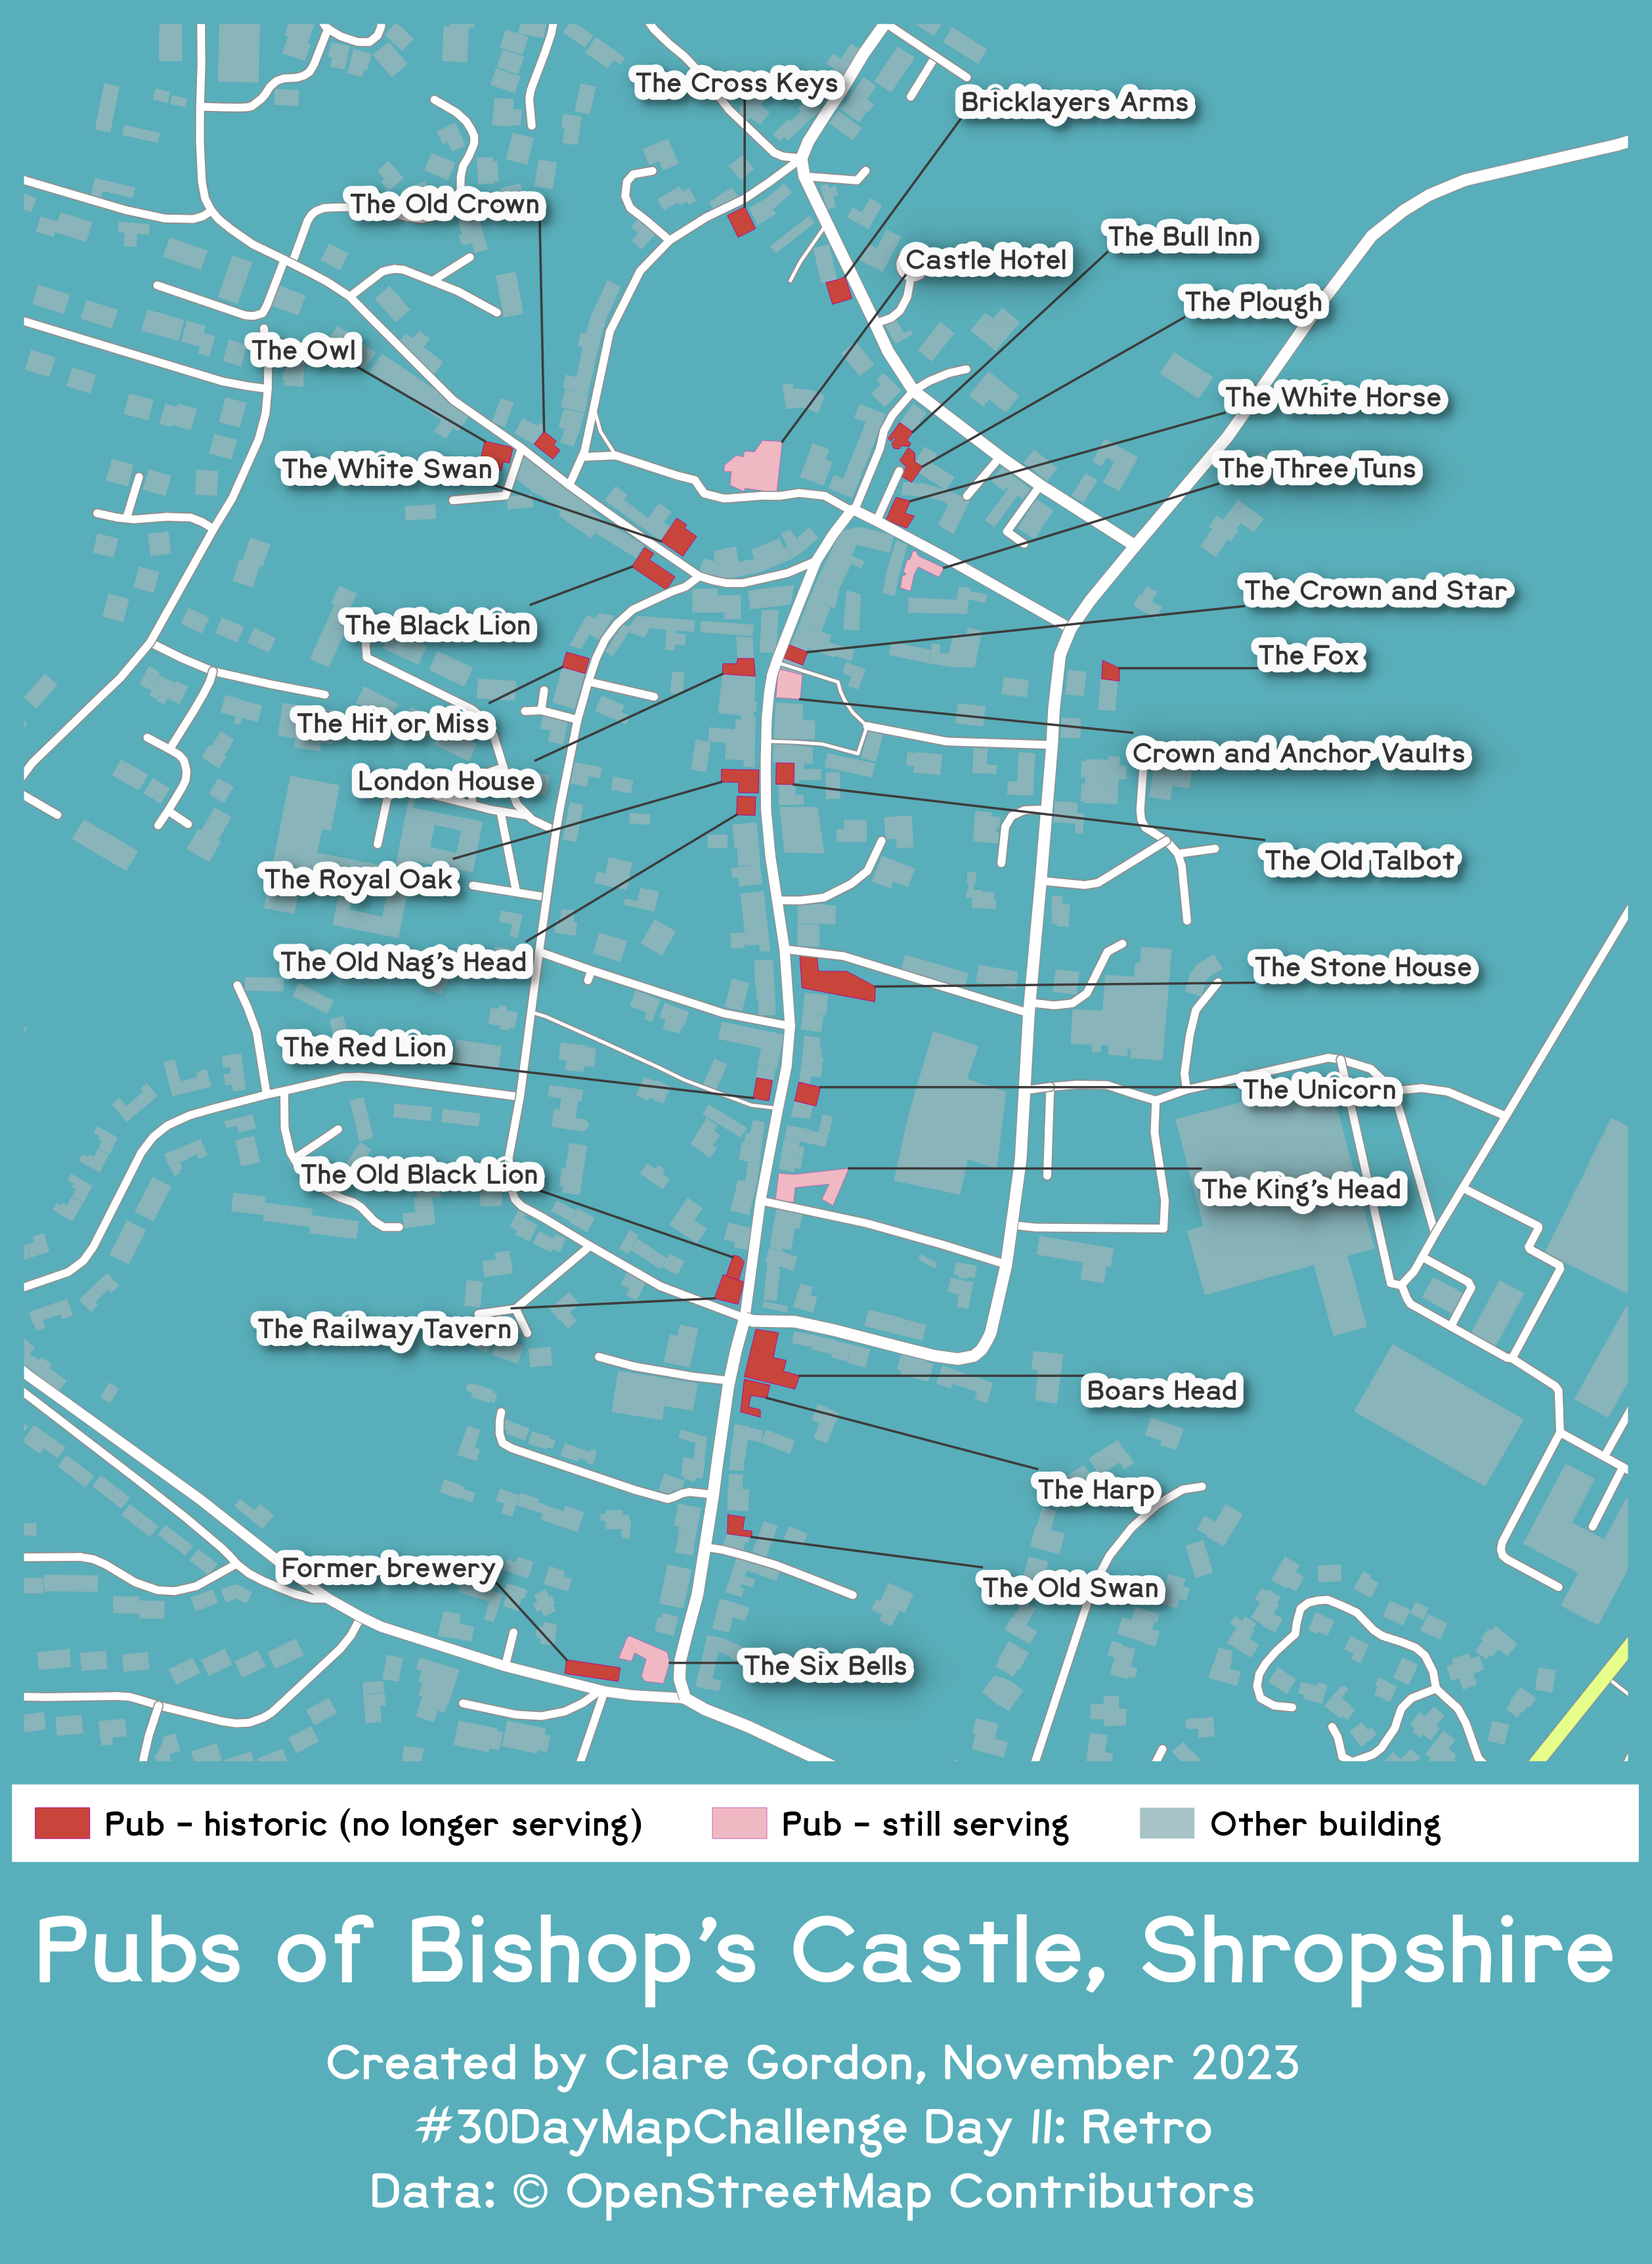 The Cross Keys
Bricklayers Arms
The Old Crown
The Bull Inn
Castle Hotel
The Plough
The Owl
The White Horse
The White Swan
The Three Tuns
The Crown and Star
The Black Lion
The Fox
The Hit or Miss
Crown and Anchor Vaults
London House
The Old Talbot
The Royal Oak
The Old Nag's Head
The Stone House
The Red Lion
The Unicorn
The Old Black Lion
The King's Head
The Railway Tavern
Boars Head
The Harp
Former brewery
The Old Swan
The Six Bells
Pub - historic (no longer serving)
Pub - still serving
Other building
Pubs of Bishop's Castle, Shropshire
Created by Clare Gordon, November 2023
#30DayMapChallenge Day 11: Retro
Data: © OpenStreetMap Contributors